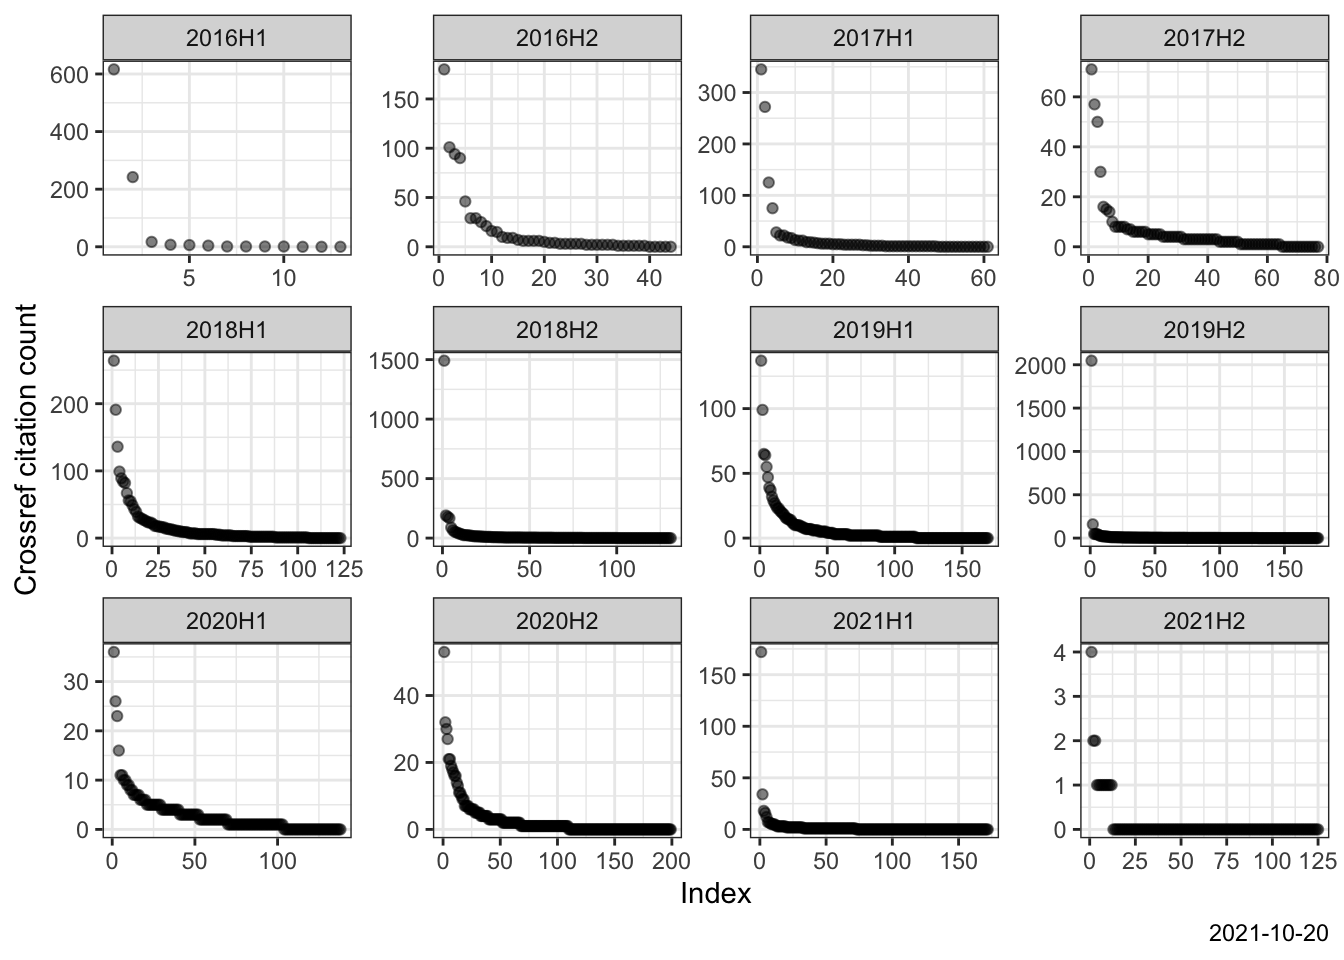 2016H1 2016H2 2017H1 2017H2
600 400 200 0
150 100 50 0
300 200 100 0
60 40 20 0
5 10
0 10 20 30 40
0 20 40 60
0 20 40 60 80
Crossref citation count
2018H1 2018H2 2019H1 2019H2
200 100 0
1500 1000 500 0
100 50 0
2000 1500 1000 500 0
0 25 50 75 100 125
0 50 100
0 50 100 150
0 50 100 150
2020H1 2020H2 2021H1 2021H2
30 20 10 0
40 20 0
150 100 50 0
4 3 2 1 0
0 50 100
0 50 100 150 200
0 50 100 150
0 25 50 75 100 125
Index
2021-10-20